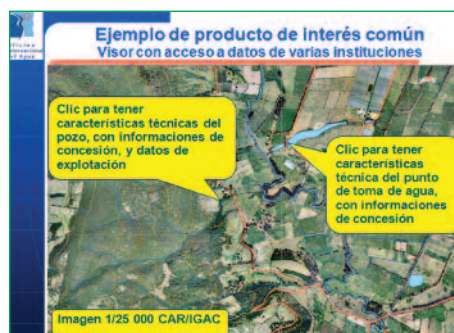 Ejemplo de producto de interés común
Visor con acceso a datos de varias instituciones
Clic para tener
características técnicas del
pozo, con informaciones de
concesión, y datos de
explotación
Clic para tener
características
técnica del punto
de toma de agua,
con informaciones
de concesión
Imagen 1/25 000 CAR/IGAC